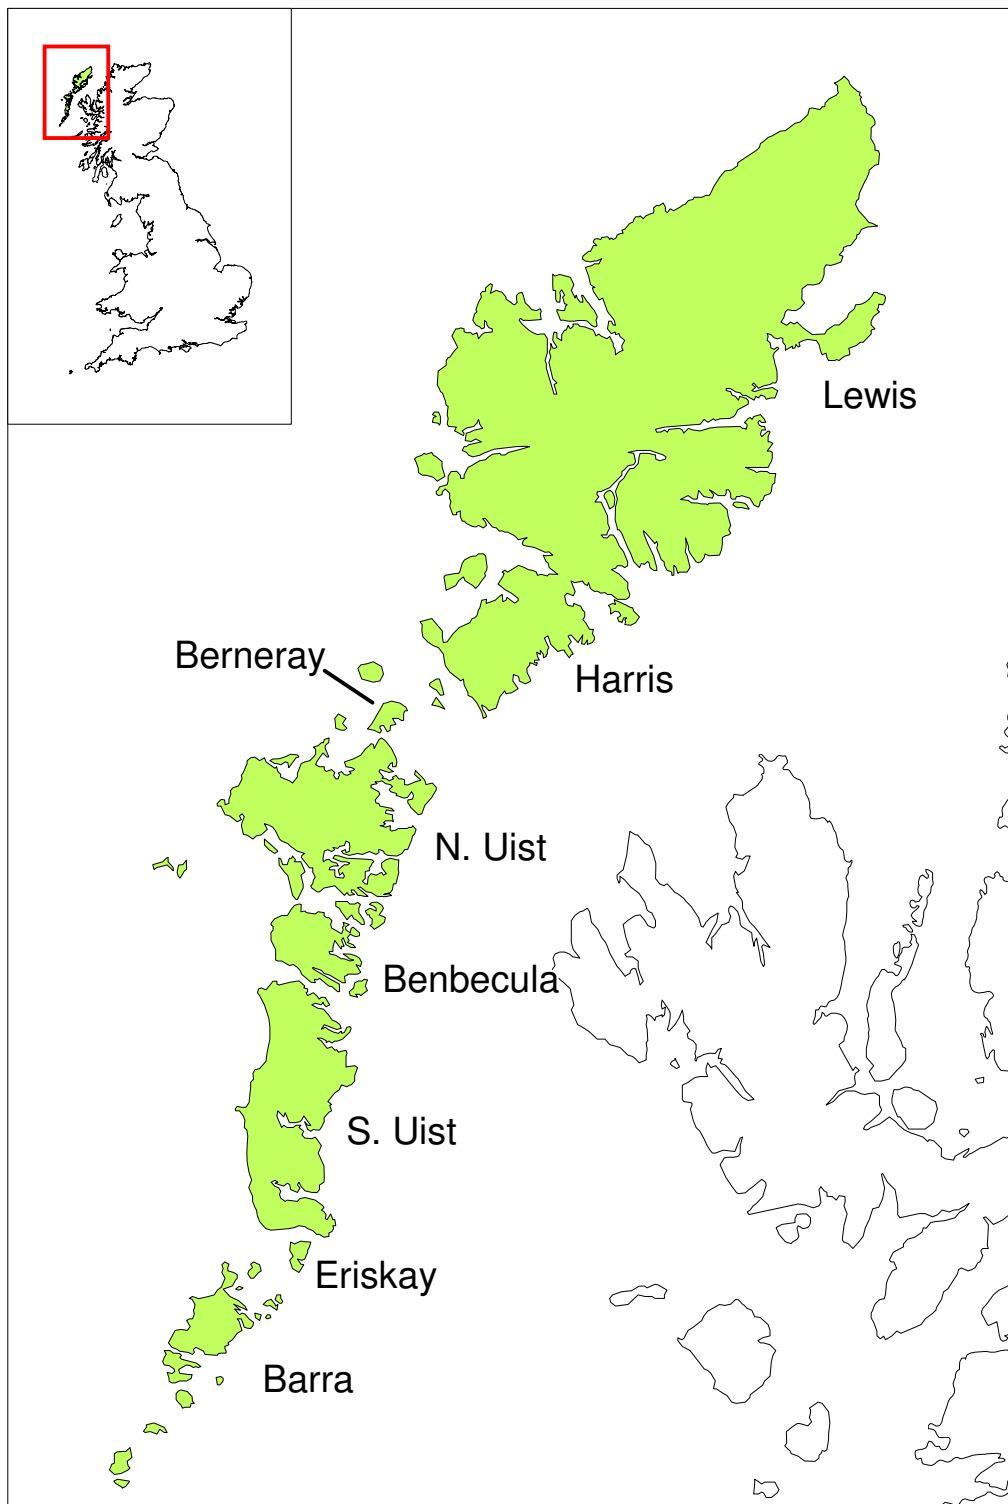 Lewis
Berneray
Harris
N. Uist
Benbecula
S. Uist
Eriskay
Barra